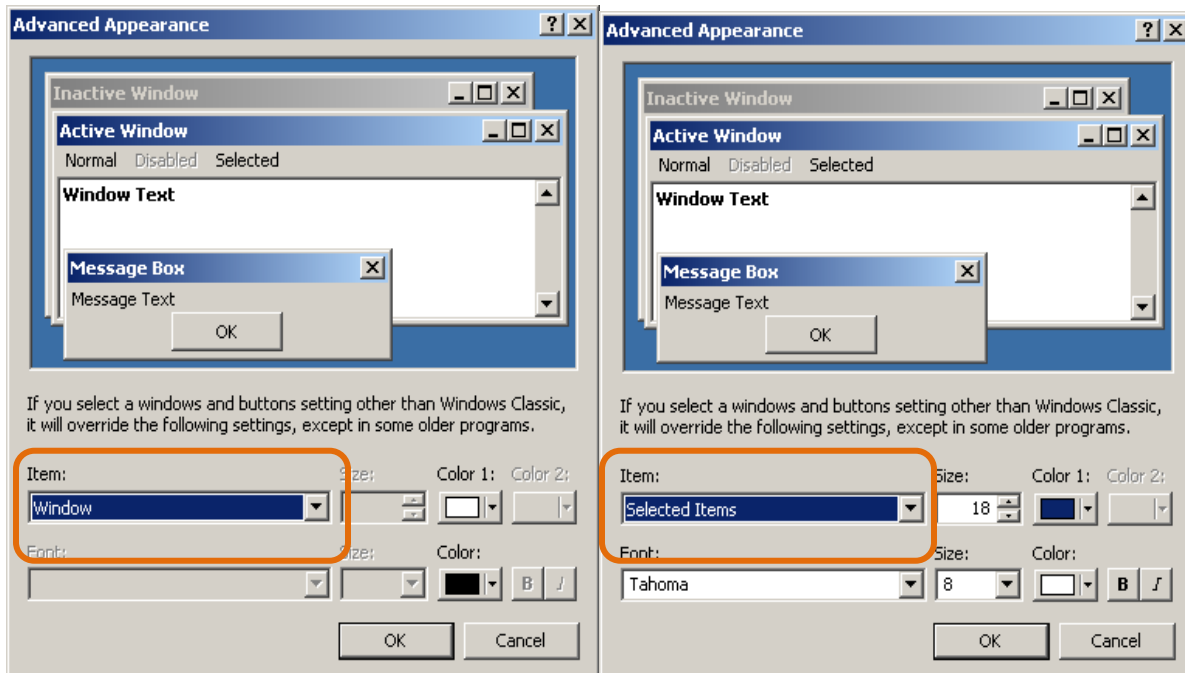 Advanced Appearance
?
Inactive Window
Active Window
Normal Disabled Selected
Window Text
Message Box
Message Text
OK
If you select a windows and buttons setting other than Windows Classic,
it will override the following settings, except in some older programs.
Item: Size: Color 1: Color 2:
Window
Font: Size: Color:
B I
OK Cancel
Advanced Appearance
?
Inactive Window
Active Window
Normal Disabled Selected
Window Text
Message Box
Message Text
OK
If you select a windows and buttons setting other than Windows Classic,
it will override the following settings, except in some older programs.
Item: Size: Color 1: Color 2:
Selected Items 18
Font: Size: Color:
Tahoma 8 B I
OK Cancel